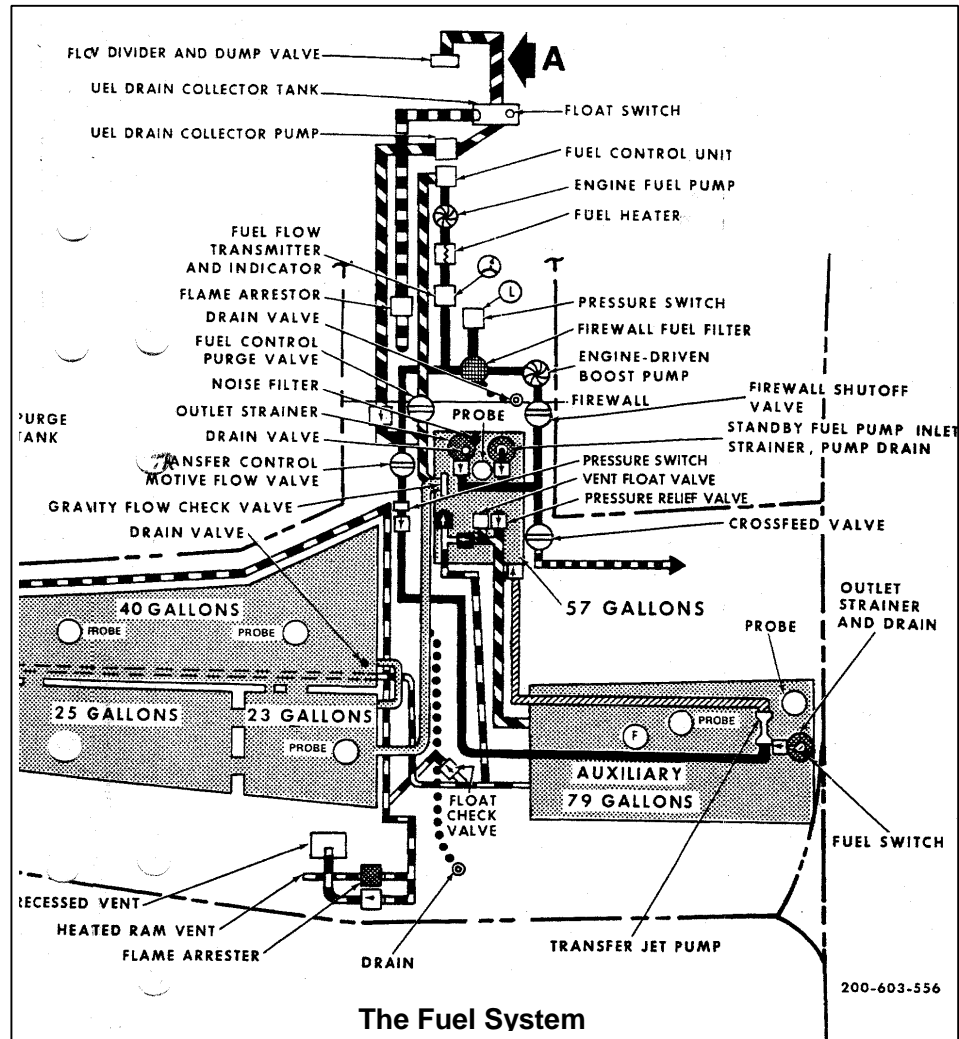 FLOW DIVIDER AND DUMP VALVE
A
UEL DRAIN COLLECTOR TANK
FLOAT SWITCH
UEL DRAIN COLLECTOR PUMP
FUEL CONTROL UNIT
ENGINE FUEL PUMP
FUEL HEATER
FUEL FLOW
TRANSMITTER
AND INDICATOR
L
FLAME ARRESTOR
PRESSURE SWITCH
DRAIN VALVE
FIREWALL FUEL FILTER
FUEL CONTROL
PURGE VALVE
ENGINE-DRIVEN
BOOST PUMP
NOISE FILTER
FIREWALL
FIREWALL SHUTOFF
VALVE
OUTLET STRAINER
PROBE
PURGE
TANK
DRAIN VALVE
STANDBY FUEL PUMP INLET
STRAINER, PUMP DRAIN
ANSFER CONTROL
MOTIVE FLOW VALVE
PRESSURE SWITCH
VENT FLOAT VALVE
PRESSURE RELIEF VALVE
GRAVITY FLOW CHECK VALVE
DRAIN VALVE
CROSSFEED VALVE
40 GALLONS
57 GALLONS
OUTLET
STRAINER
AND DRAIN
PROBE
PROBE
PROBE
25 GALLONS
23 GALLONS
PROBE
PROBE
F
AUXILIARY
79 GALLONS
FLOAT
CHECK
VALVE
FUEL SWITCH
RECESSED VENT
HEATED RAM VENT
FLAME ARRESTER
DRAIN
TRANSFER JET PUMP
200-603-556
The Fuel System